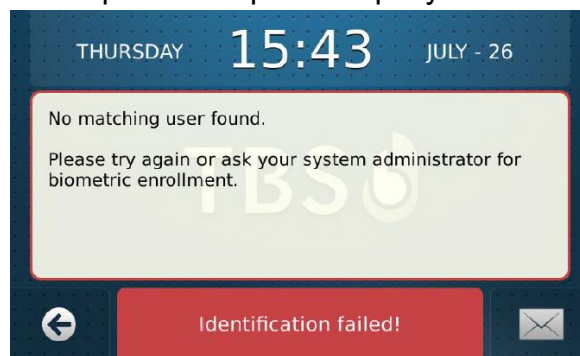 THURSDAY 15:43 JULY - 26
No matching user found.
Please try again or ask your system administrator for
biometric enrollment.
TBS
Identification failed!